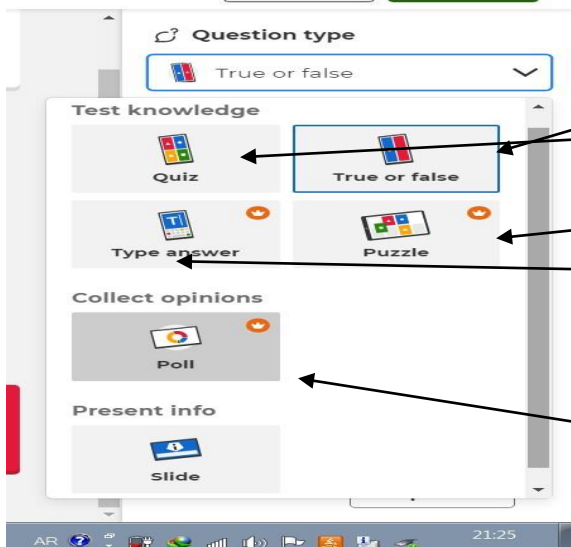 Question type
True or false
Test knowledge
Quiz
True or false
Type answer
Puzzle
Collect opinions
Poll
Present info
Slide
AR
21:25